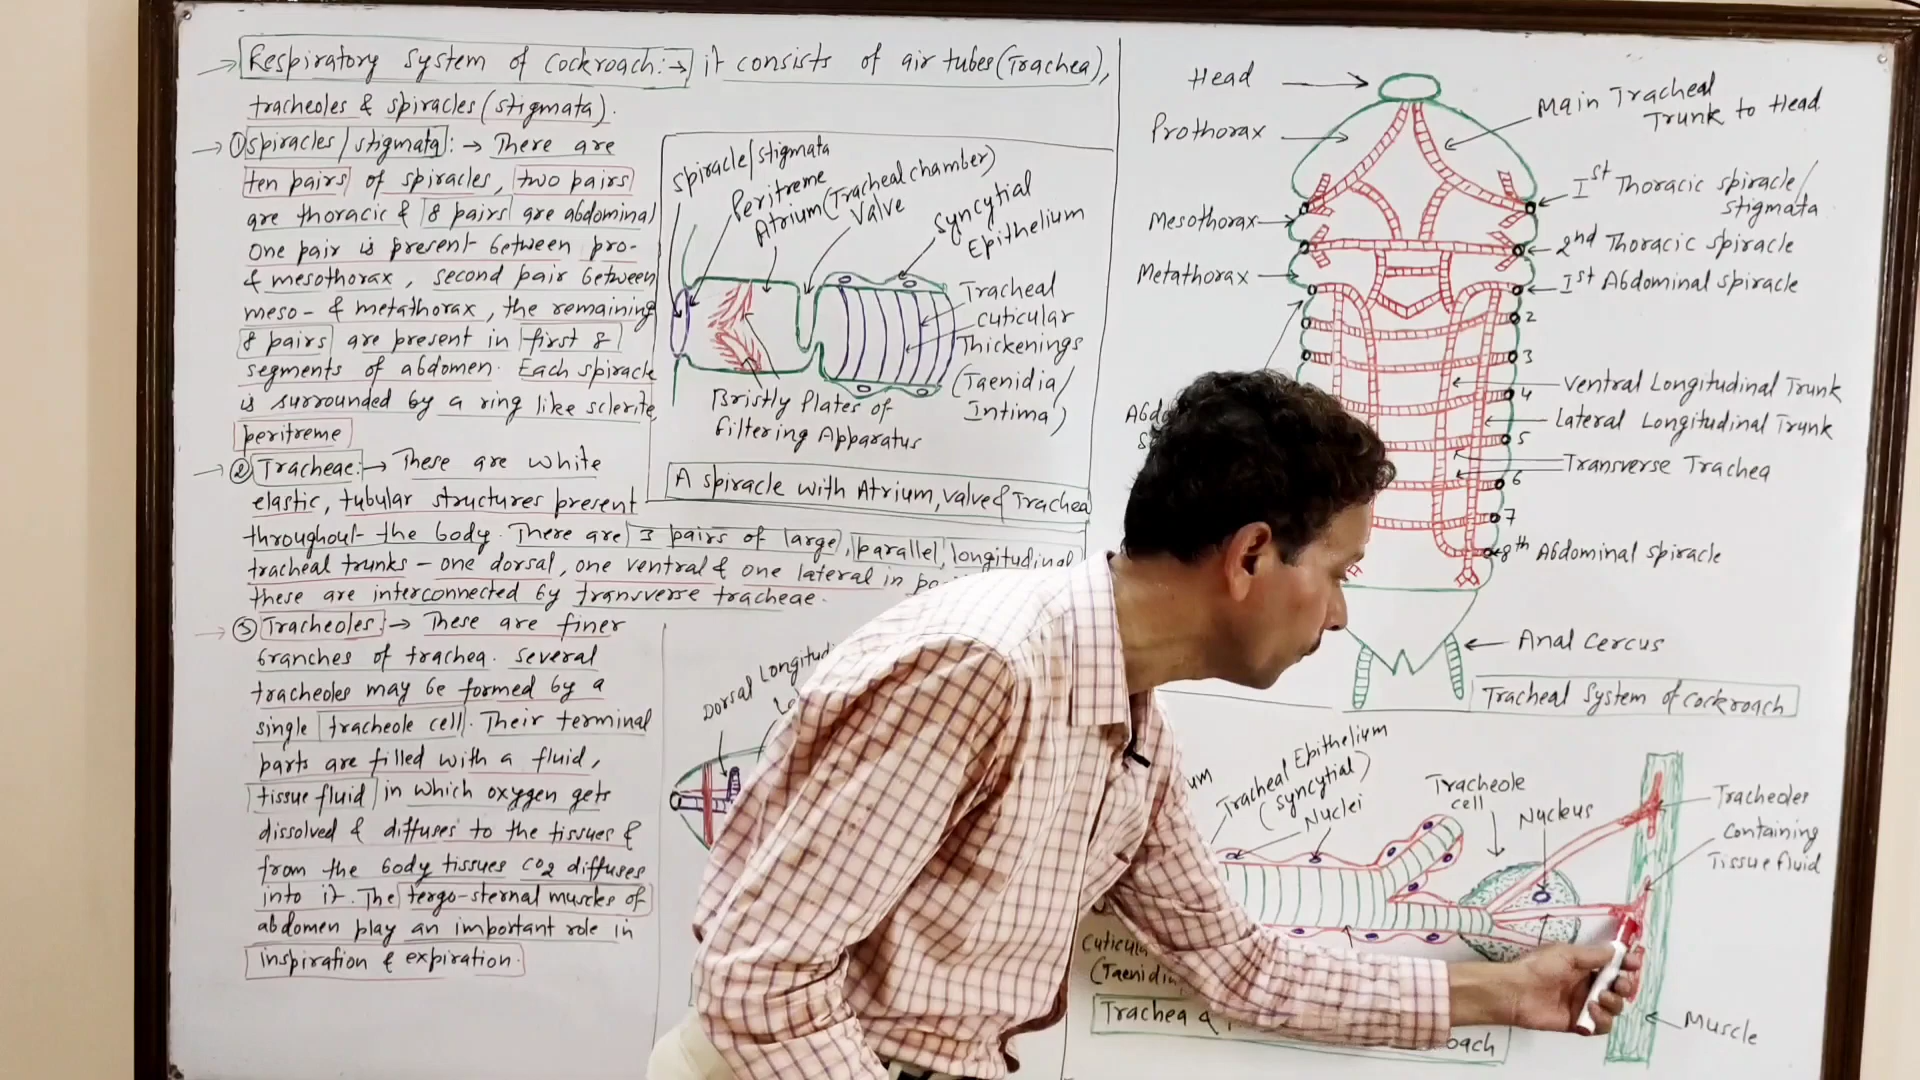 Respiratory System of cockroach:→ it consists of air tubes (Trachea),
tracheoles & spiracles (stigmata).
① spiracles/stigmata :→ There are
ten pairs of spiracles, two pairs
are thoracic & 8 pairs are abdominal
One pair is present between pro-
& mesothorax, second pair between
meso- & metathorax, the remaining
8 pairs are present in first 8
segments of abdomen. Each spiracle
is surrounded by a ring like sclerite,
peritreme
② Tracheae:→ These are white
elastic, tubular structures present
throughout the body. There are 3 pairs of large, parallel, longitudinal
tracheal trunks - one dorsal, one ventral & one lateral in
these are interconnected by transverse tracheae.
③ Tracheoles:→ These are finer
branches of trachea. Several
tracheoles may be formed by a
single tracheole cell. Their terminal
parts are filled with a fluid,
tissue fluid in which oxygen gets
dissolved & diffuses to the tissues &
from the body tissues CO2 diffuses
into it. The tergo-sternal muscles of
abdomen play an important role in
inspiration & expiration.
Spiracle/stigmata
Peritreme
Atrium (Tracheal chamber)
Valve
Syncytial
Epithelium
Tracheal
cuticular
Thickenings
(Taenidia/
Intima)
Bristly Plates of
Filtering Apparatus
A spiracle with Atrium, valve & Trachea
Dorsal
Head
Prothorax
Mesothorax
Metathorax
Main Tracheal
Trunk to Head
Ist Thoracic spiracle/
stigmata
2nd Thoracic spiracle
Ist Abdominal spiracle
2
3
4
5
6
7
Ventral Longitudinal Trunk
Lateral Longitudinal Trunk
Transverse Trachea
8th Abdominal spiracle
Anal Cercus
Tracheal System of cockroach
Tracheal Epithelium
(syncytial)
Nuclei
Tracheole
cell
Nucleus
Tracheoles
Containing
Tissue fluid
Muscle
Trachea &